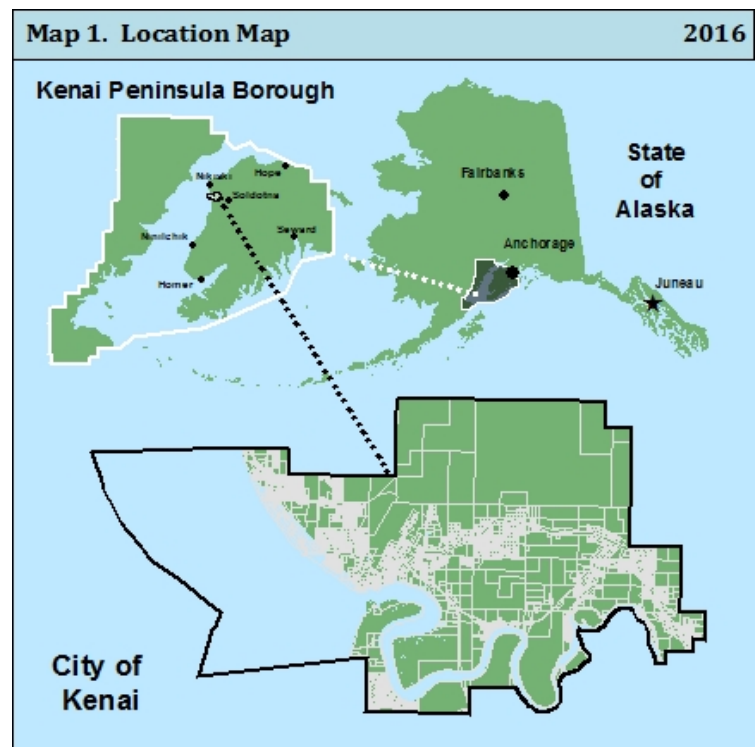 Map 1. Location Map 2016
Kenai Peninsula Borough
State
of
Alaska
Hope
Nikiski
Soldotna
Seward
Ninilchik
Homer
Fairbanks
Anchorage
Juneau
City of
Kenai